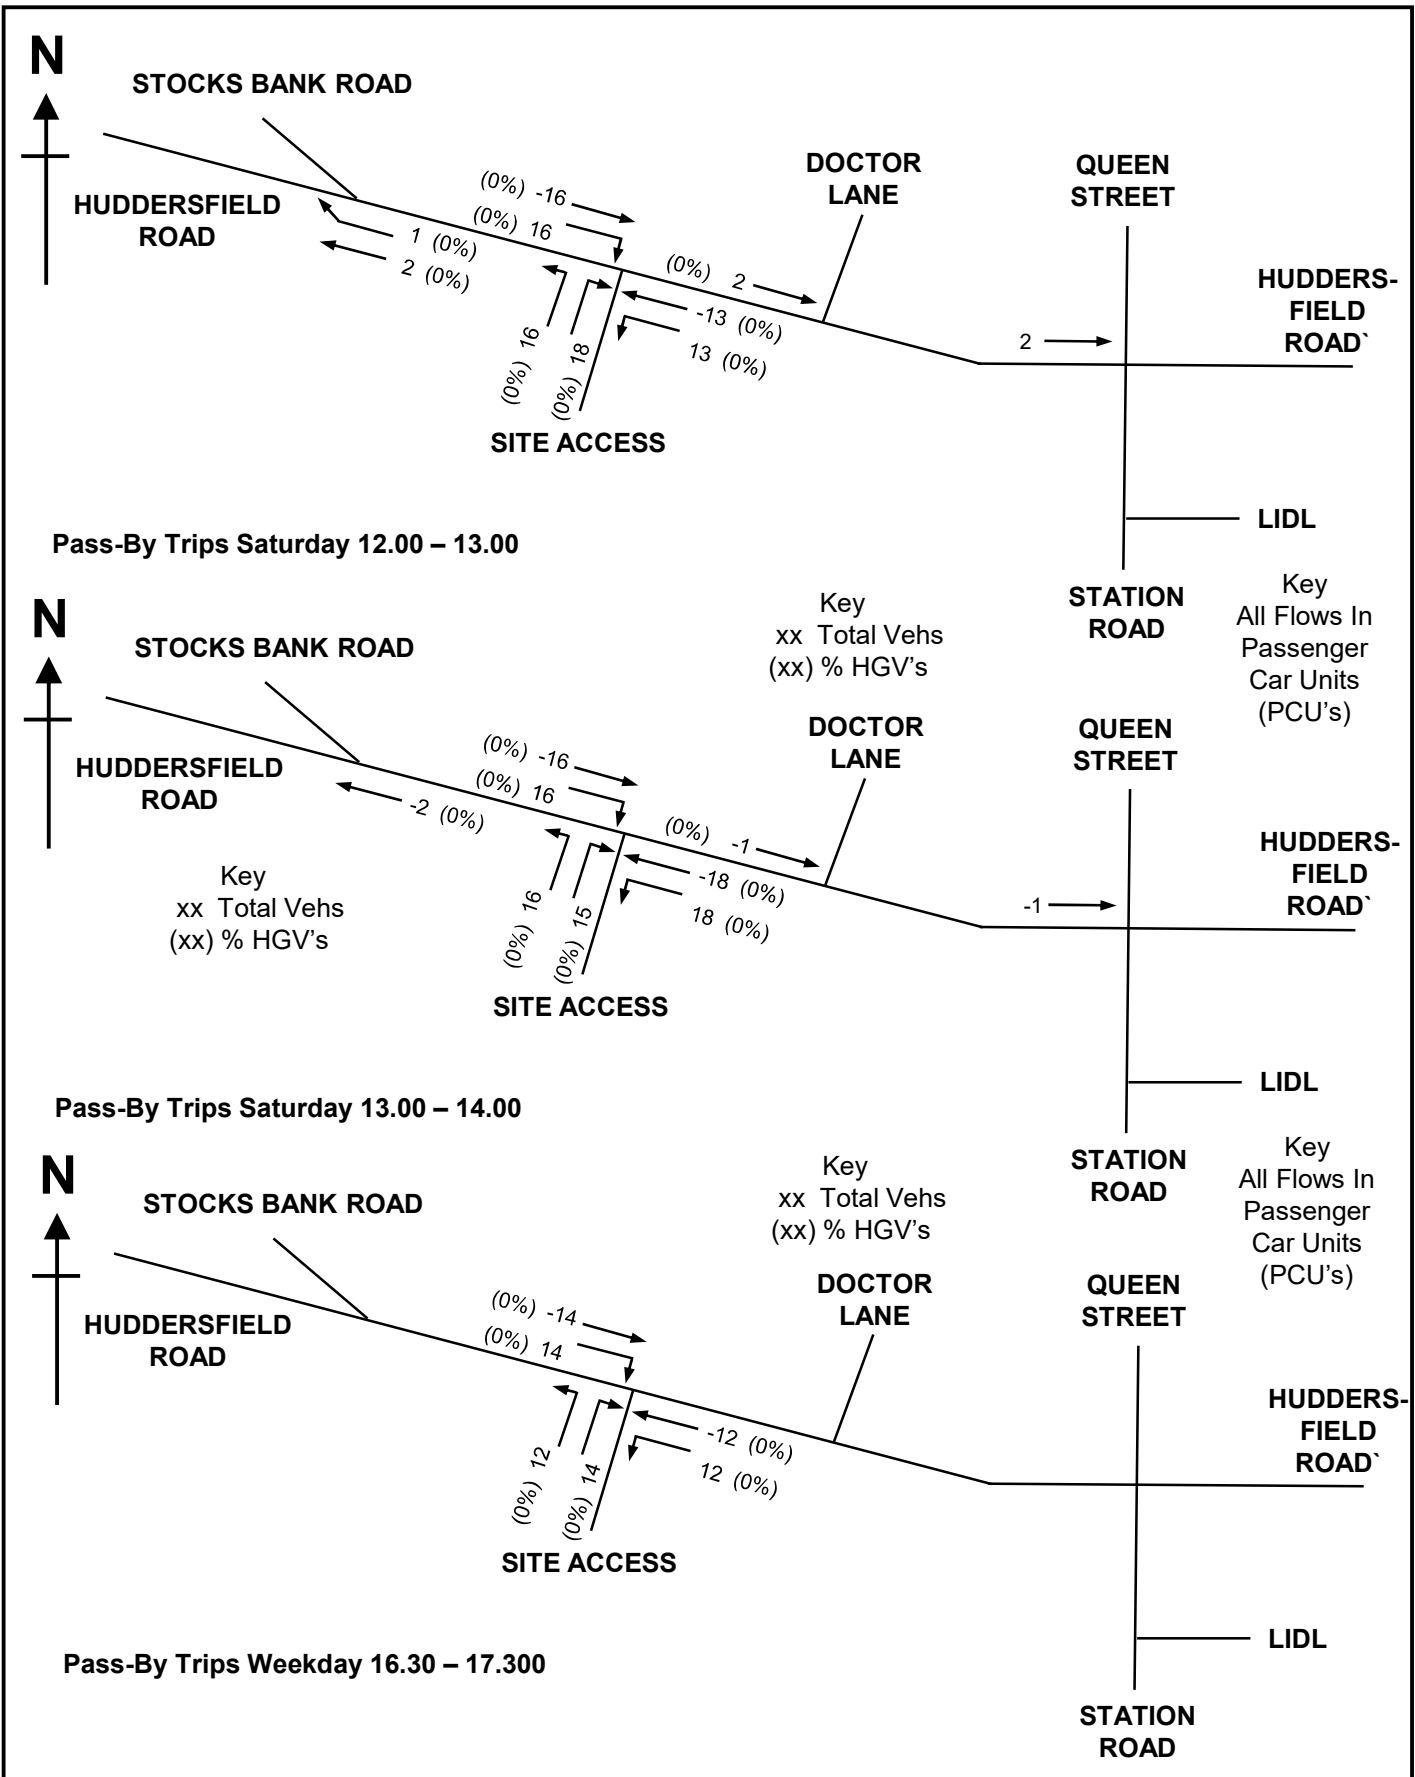 N
STOCKS BANK ROAD
HUDDERSFIELD
ROAD
(0%) -16
(0%) 16
1 (0%)
2 (0%)
(0%) 2
-13 (0%)
13 (0%)
(0%) 16
(0%) 18
SITE ACCESS
DOCTOR
LANE
QUEEN
STREET
2
HUDDERS-
FIELD
ROAD`
LIDL
STATION
ROAD
Pass-By Trips Saturday 12.00 – 13.00
Key
xx Total Vehs
(xx) % HGV's
Key
All Flows In
Passenger
Car Units
(PCU's)
N
STOCKS BANK ROAD
HUDDERSFIELD
ROAD
(0%) -16
(0%) 16
-2 (0%)
(0%) -1
-18 (0%)
18 (0%)
(0%) 16
(0%) 15
SITE ACCESS
Key
xx Total Vehs
(xx) % HGV's
DOCTOR
LANE
QUEEN
STREET
-1
HUDDERS-
FIELD
ROAD`
LIDL
STATION
ROAD
Pass-By Trips Saturday 13.00 – 14.00
Key
xx Total Vehs
(xx) % HGV's
Key
All Flows In
Passenger
Car Units
(PCU's)
N
STOCKS BANK ROAD
HUDDERSFIELD
ROAD
(0%) -14
(0%) 14
-12 (0%)
12 (0%)
(0%) 12
(0%) 14
SITE ACCESS
DOCTOR
LANE
QUEEN
STREET
HUDDERS-
FIELD
ROAD`
LIDL
STATION
ROAD
Pass-By Trips Weekday 16.30 – 17.300